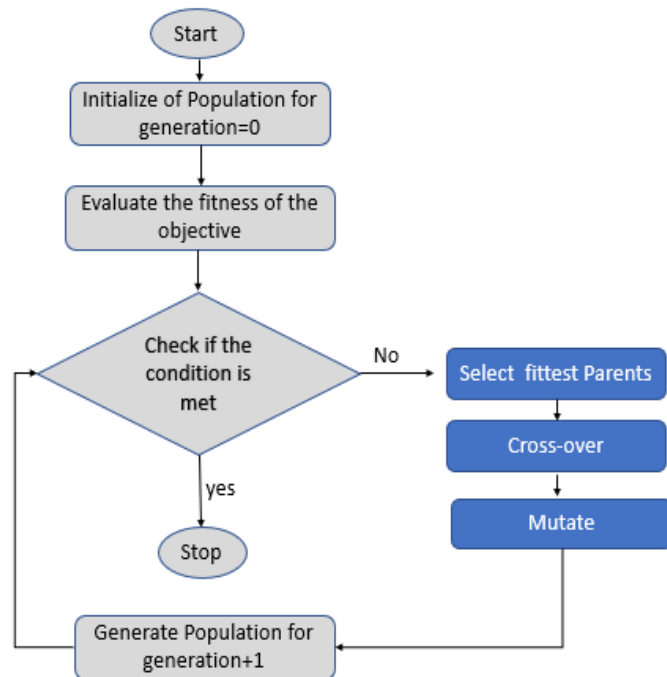 Start
Initialize of Population for
generation=0
Evaluate the fitness of the
objective
Check if the
condition is
met
No
Select fittest Parents
Cross-over
Mutate
yes
Stop
Generate Population for
generation+1